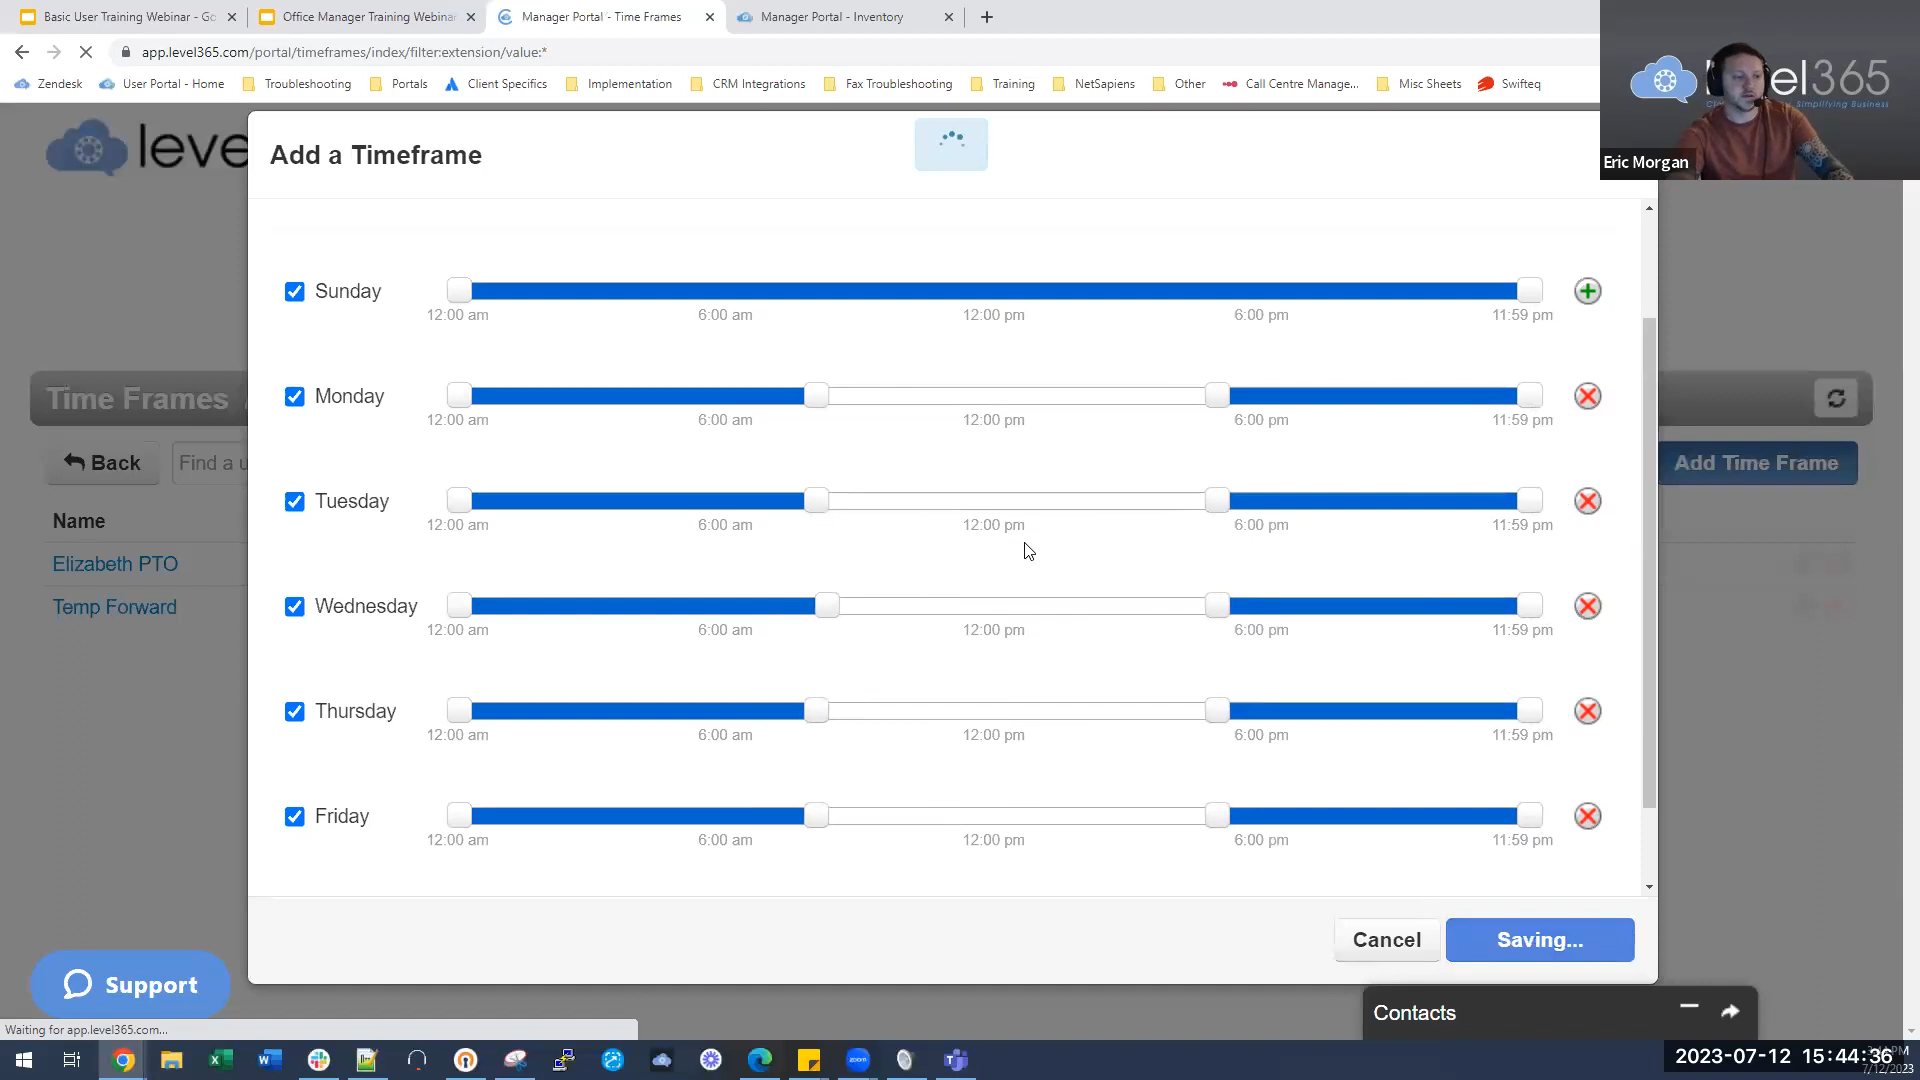 Basic User Training Webinar - Go
Office Manager Training Webinar
Manager Portal - Time Frames
Manager Portal - Inventory
app.level365.com/portal/timeframes/index/filter:extension/value:*
Zendesk
User Portal - Home
Troubleshooting
Portals
Client Specifics
Implementation
CRM Integrations
Fax Troubleshooting
Training
NetSapiens
Other
Call Centre Manage...
Misc Sheets
Swifteq
el365
Simplifying Business
Eric Morgan
leve
Add a Timeframe
Sunday
12:00 am 6:00 am 12:00 pm 6:00 pm 11:59 pm
Monday
12:00 am 6:00 am 12:00 pm 6:00 pm 11:59 pm
Time Frames
Back
Find a u
Add Time Frame
Name
Tuesday
12:00 am 6:00 am 12:00 pm 6:00 pm 11:59 pm
Elizabeth PTO
Temp Forward
Wednesday
12:00 am 6:00 am 12:00 pm 6:00 pm 11:59 pm
Thursday
12:00 am 6:00 am 12:00 pm 6:00 pm 11:59 pm
Friday
12:00 am 6:00 am 12:00 pm 6:00 pm 11:59 pm
Cancel
Saving...
Support
Contacts
Waiting for app.level365.com...
zoom
2023-07-12 15:44:36
7/12/2023